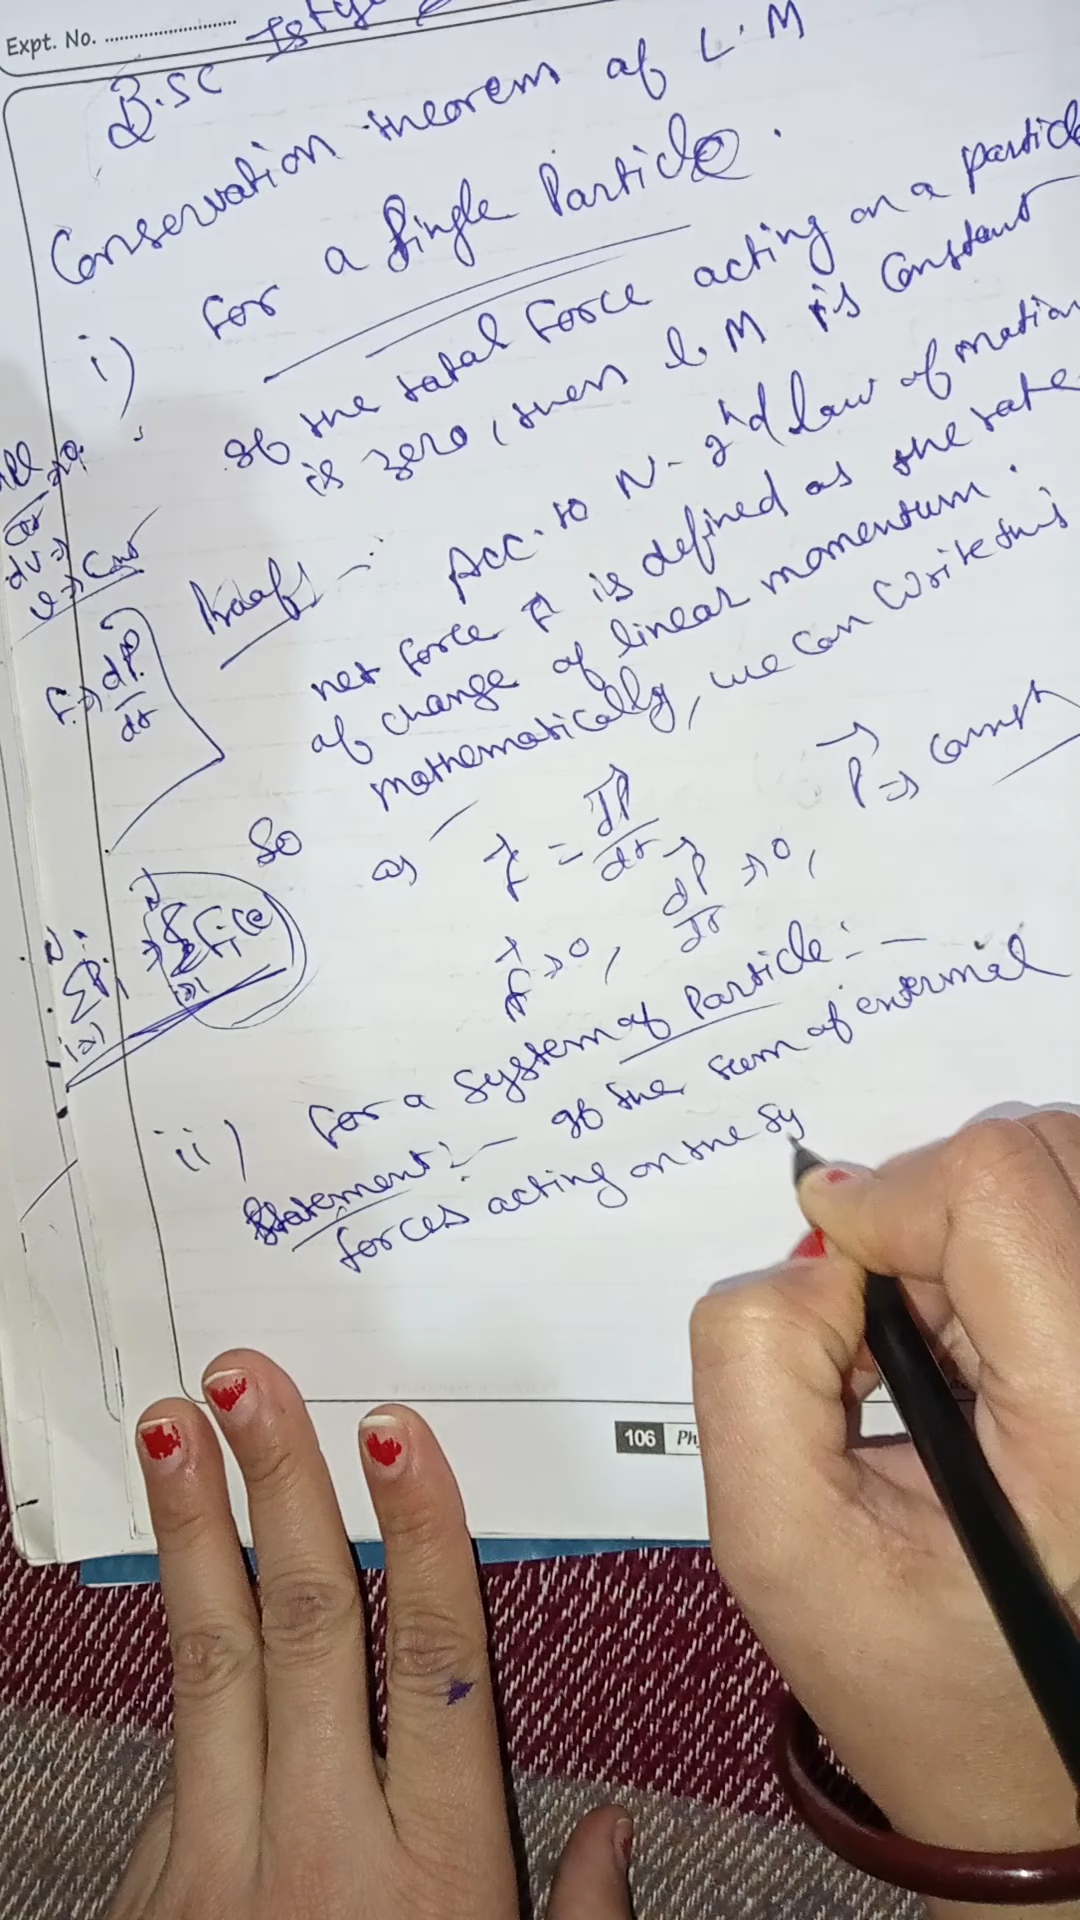 Expt. No.
B.SC Ist
Conservation theorem of L.M
for a Single Particle.
i)
If the total force acting on a particle
is zero, then L.M is constant
Proof :-
Acc. to N-2nd law of motion
net force F is defined as the rate
of change of linear momentum.
mathematically, we can write this
as F = dP/dt
So
F => dP/dt
F => 0, dP/dt => 0, P => const
ii) For a System of Particle :-
Statement :- If the sum of external
forces acting on the Sy
106 Ph